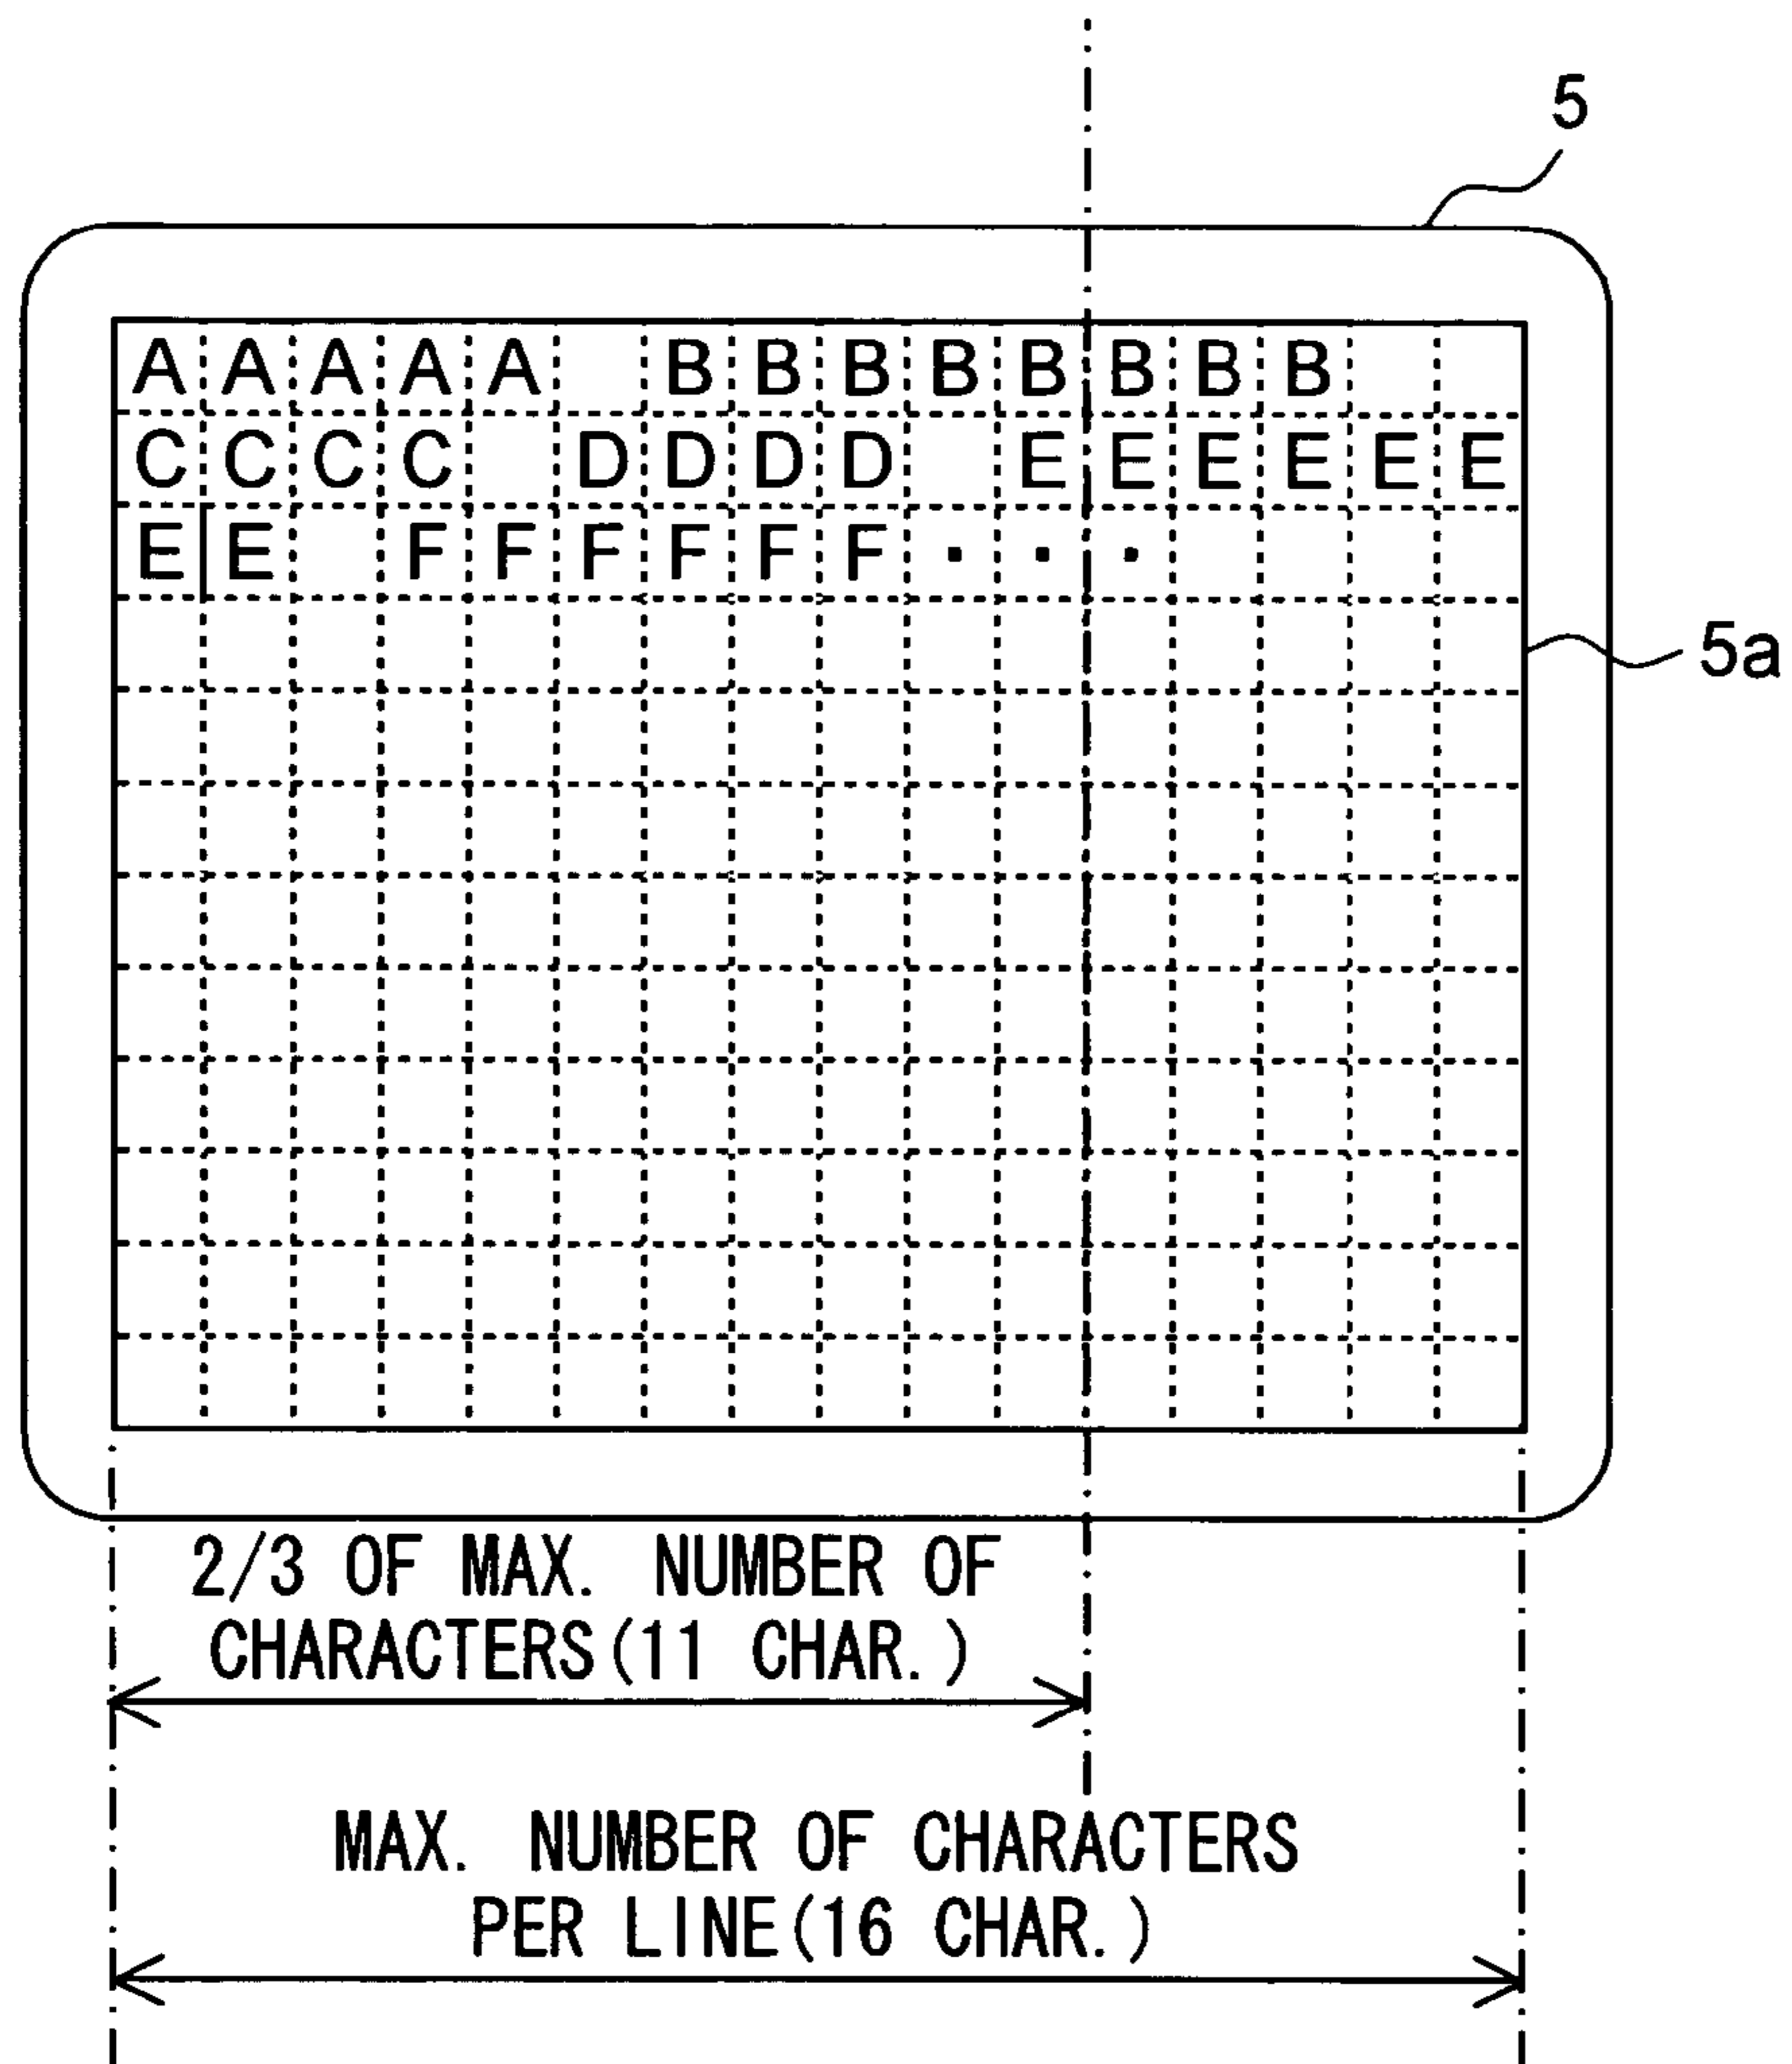 5
A A A A A   B B B B B B B B
C C C C   D D D D   E E E E E E
E E   F F F F F F · · ·
5a
2/3 OF MAX. NUMBER OF
CHARACTERS(11 CHAR.)
MAX. NUMBER OF CHARACTERS
PER LINE(16 CHAR.)